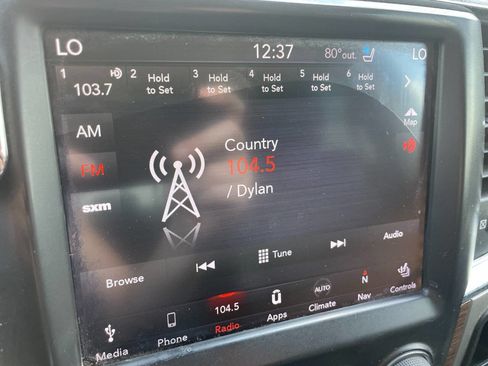 LO 12:37 80°out. LO
1 2 Hold to Set 3 Hold to Set 4 Hold to Set 5 Hold to Set 6 Hold to Set
103.7
AM
Map
Country
FM
104.5
/ Dylan
sxm
Browse Tune Audio
Media Phone 104.5 Radio Apps AUTO Climate N Nav Controls